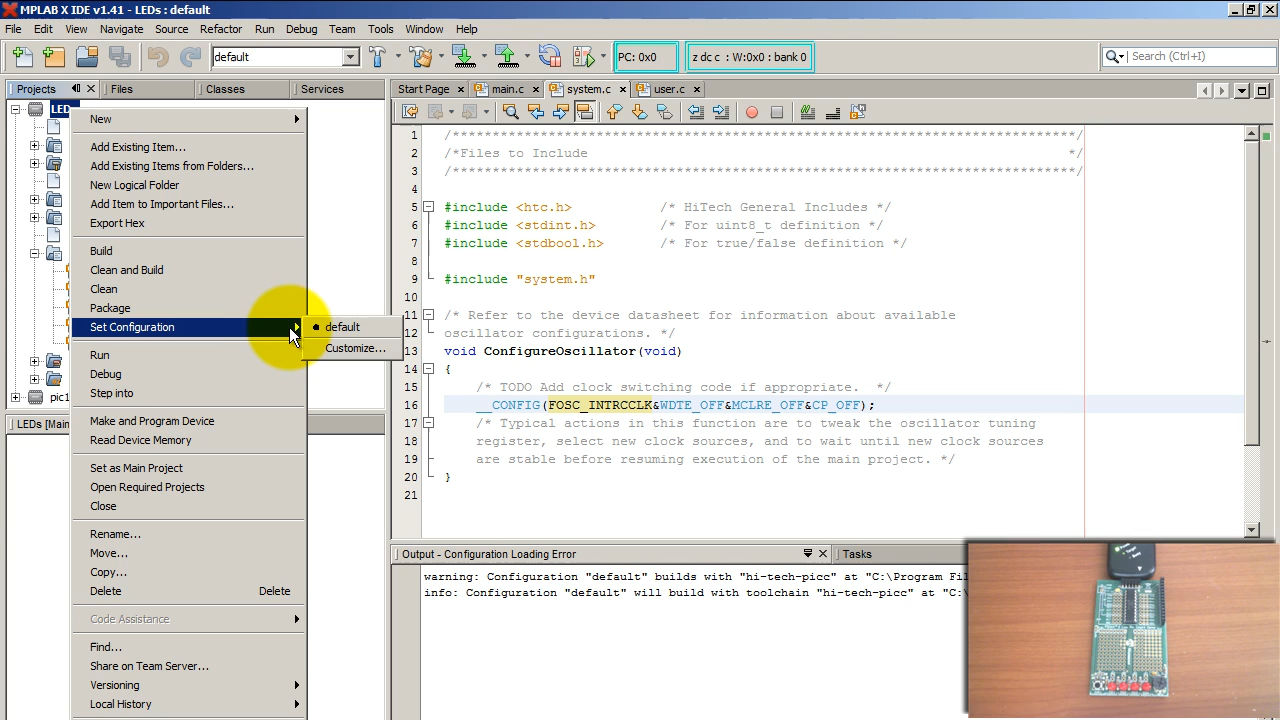 MPLAB X IDE v1.41 - LEDs : default
File Edit View Navigate Source Refactor Run Debug Team Tools Window Help
default
PC: 0x0
z dc c : W:0x0 : bank 0
Search (Ctrl+I)
Projects Files Classes Services
LED
New
Add Existing Item...
Add Existing Items from Folders...
New Logical Folder
Add Item to Important Files...
Export Hex
Build
Clean and Build
Clean
Package
Set Configuration
Run
Debug
Step into
Make and Program Device
Read Device Memory
Set as Main Project
Open Required Projects
Close
Rename...
Move...
Copy...
Delete Delete
Code Assistance
Find...
Share on Team Server...
Versioning
Local History
default
Customize...
pic1
LEDs [Main
Start Page main.c system.c user.c
1 /******************************************************************************/
2 /*Files to Include */
3 /******************************************************************************/
4
5 #include <htc.h> /* HiTech General Includes */
6 #include <stdint.h> /* For uint8_t definition */
7 #include <stdbool.h> /* For true/false definition */
8
9 #include "system.h"
10
11 /* Refer to the device datasheet for information about available
12 oscillator configurations. */
13 void ConfigureOscillator(void)
14 {
15 /* TODO Add clock switching code if appropriate. */
16 __CONFIG(FOSC_INTRCCLK&WDTE_OFF&MCLRE_OFF&CP_OFF);
17 /* Typical actions in this function are to tweak the oscillator tuning
18 register, select new clock sources, and to wait until new clock sources
19 are stable before resuming execution of the main project. */
20 }
21
Output - Configuration Loading Error Tasks
warning: Configuration "default" builds with "hi-tech-picc" at "C:\Program Fil
info: Configuration "default" will build with toolchain "hi-tech-picc" at "C: